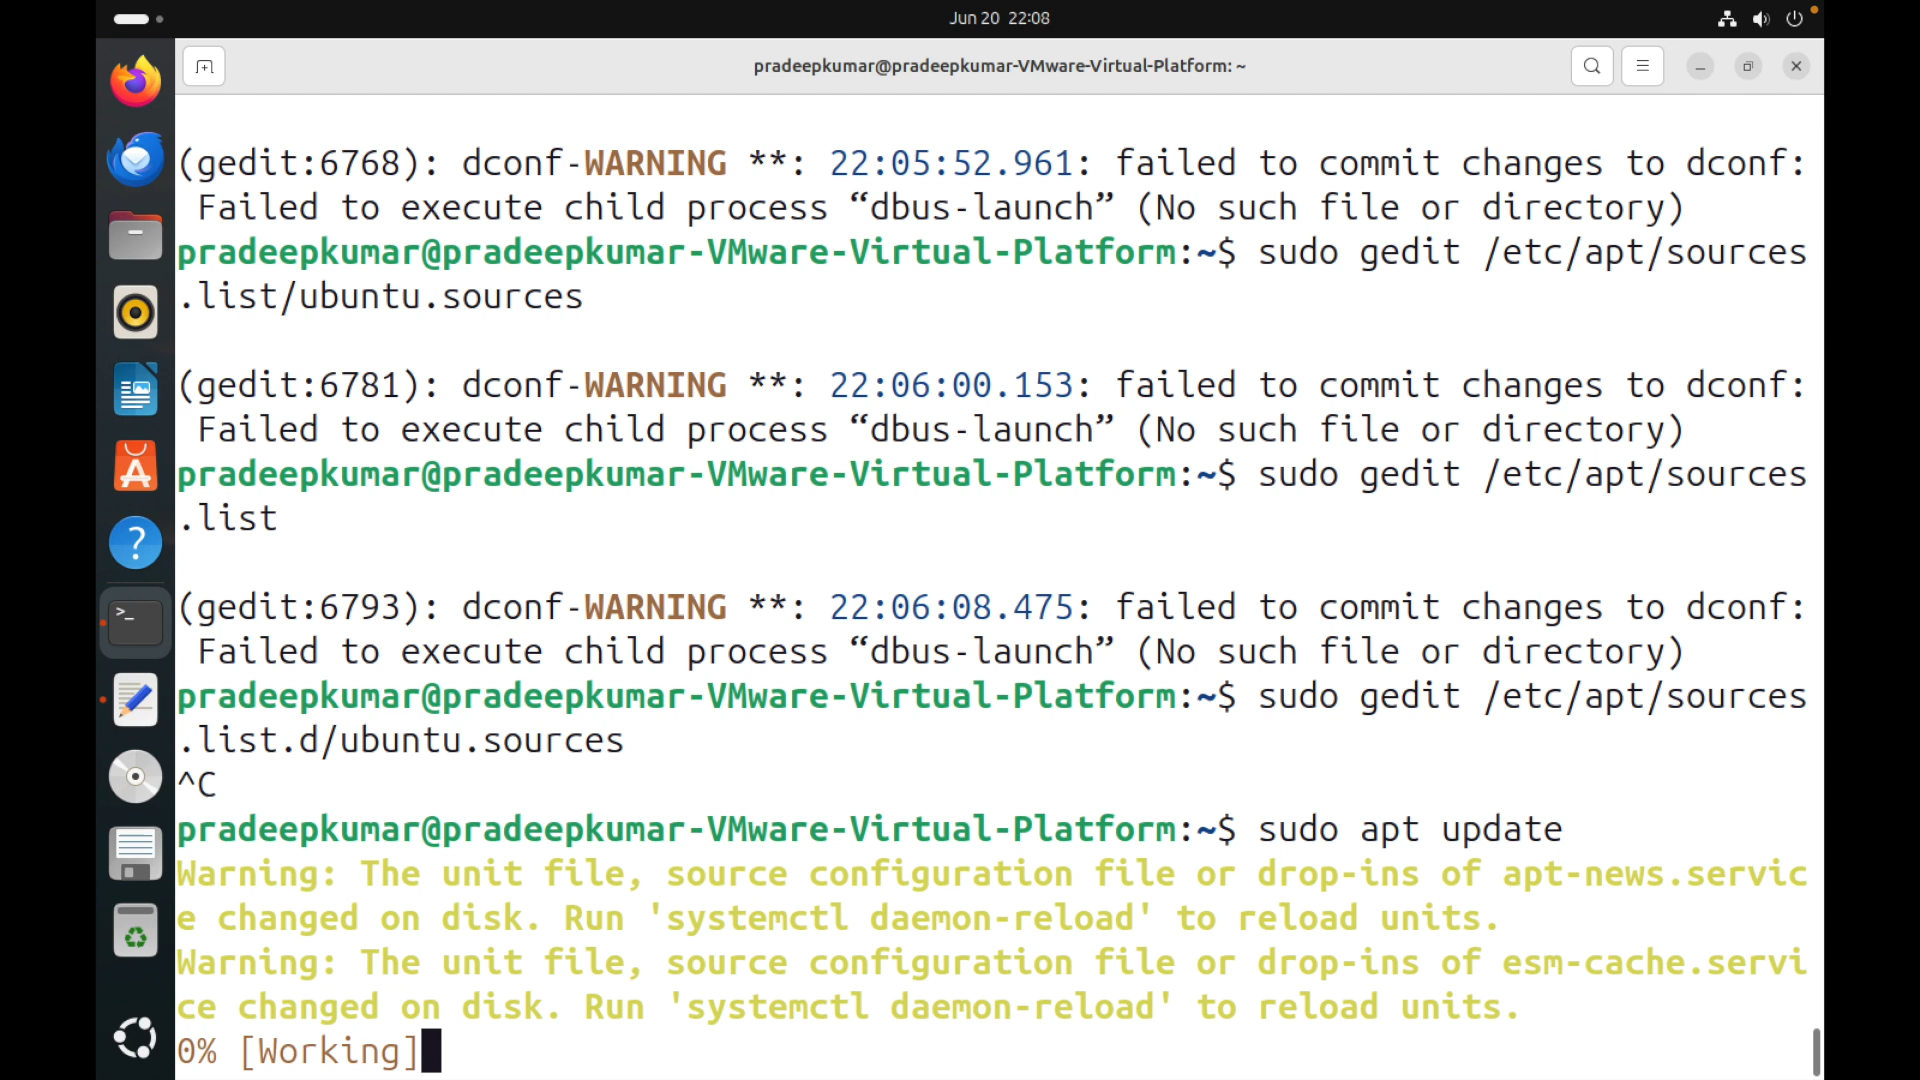 Jun 20 22:08
pradeepkumar@pradeepkumar-VMware-Virtual-Platform: ~
(gedit:6768): dconf-WARNING **: 22:05:52.961: failed to commit changes to dconf:
Failed to execute child process “dbus-launch” (No such file or directory)
pradeepkumar@pradeepkumar-VMware-Virtual-Platform:~$ sudo gedit /etc/apt/sources
.list/ubuntu.sources
(gedit:6781): dconf-WARNING **: 22:06:00.153: failed to commit changes to dconf:
Failed to execute child process “dbus-launch” (No such file or directory)
pradeepkumar@pradeepkumar-VMware-Virtual-Platform:~$ sudo gedit /etc/apt/sources
.list
(gedit:6793): dconf-WARNING **: 22:06:08.475: failed to commit changes to dconf:
Failed to execute child process “dbus-launch” (No such file or directory)
pradeepkumar@pradeepkumar-VMware-Virtual-Platform:~$ sudo gedit /etc/apt/sources
.list.d/ubuntu.sources
^C
pradeepkumar@pradeepkumar-VMware-Virtual-Platform:~$ sudo apt update
Warning: The unit file, source configuration file or drop-ins of apt-news.servic
e changed on disk. Run 'systemctl daemon-reload' to reload units.
Warning: The unit file, source configuration file or drop-ins of esm-cache.servi
ce changed on disk. Run 'systemctl daemon-reload' to reload units.
0% [Working]